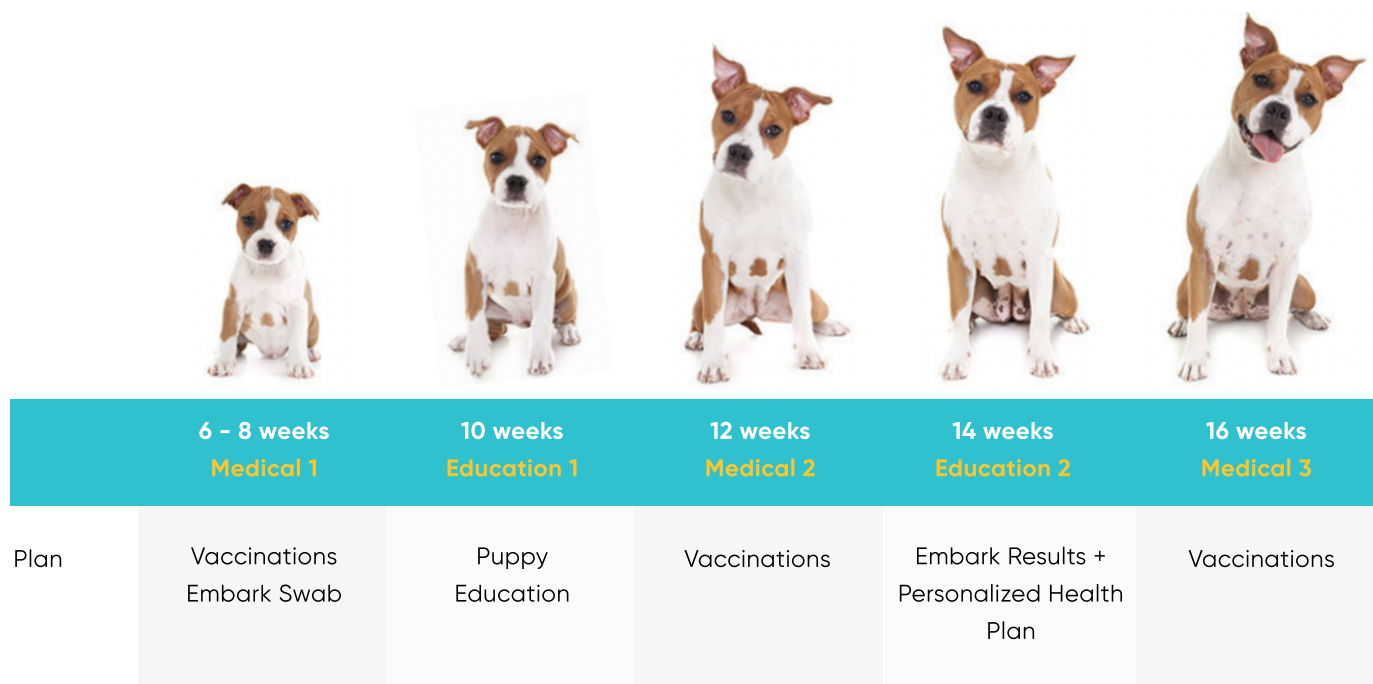 6 - 8 weeks
Medical 1
10 weeks
Education 1
12 weeks
Medical 2
14 weeks
Education 2
16 weeks
Medical 3
Plan
Vaccinations
Embark Swab
Puppy
Education
Vaccinations
Embark Results +
Personalized Health
Plan
Vaccinations